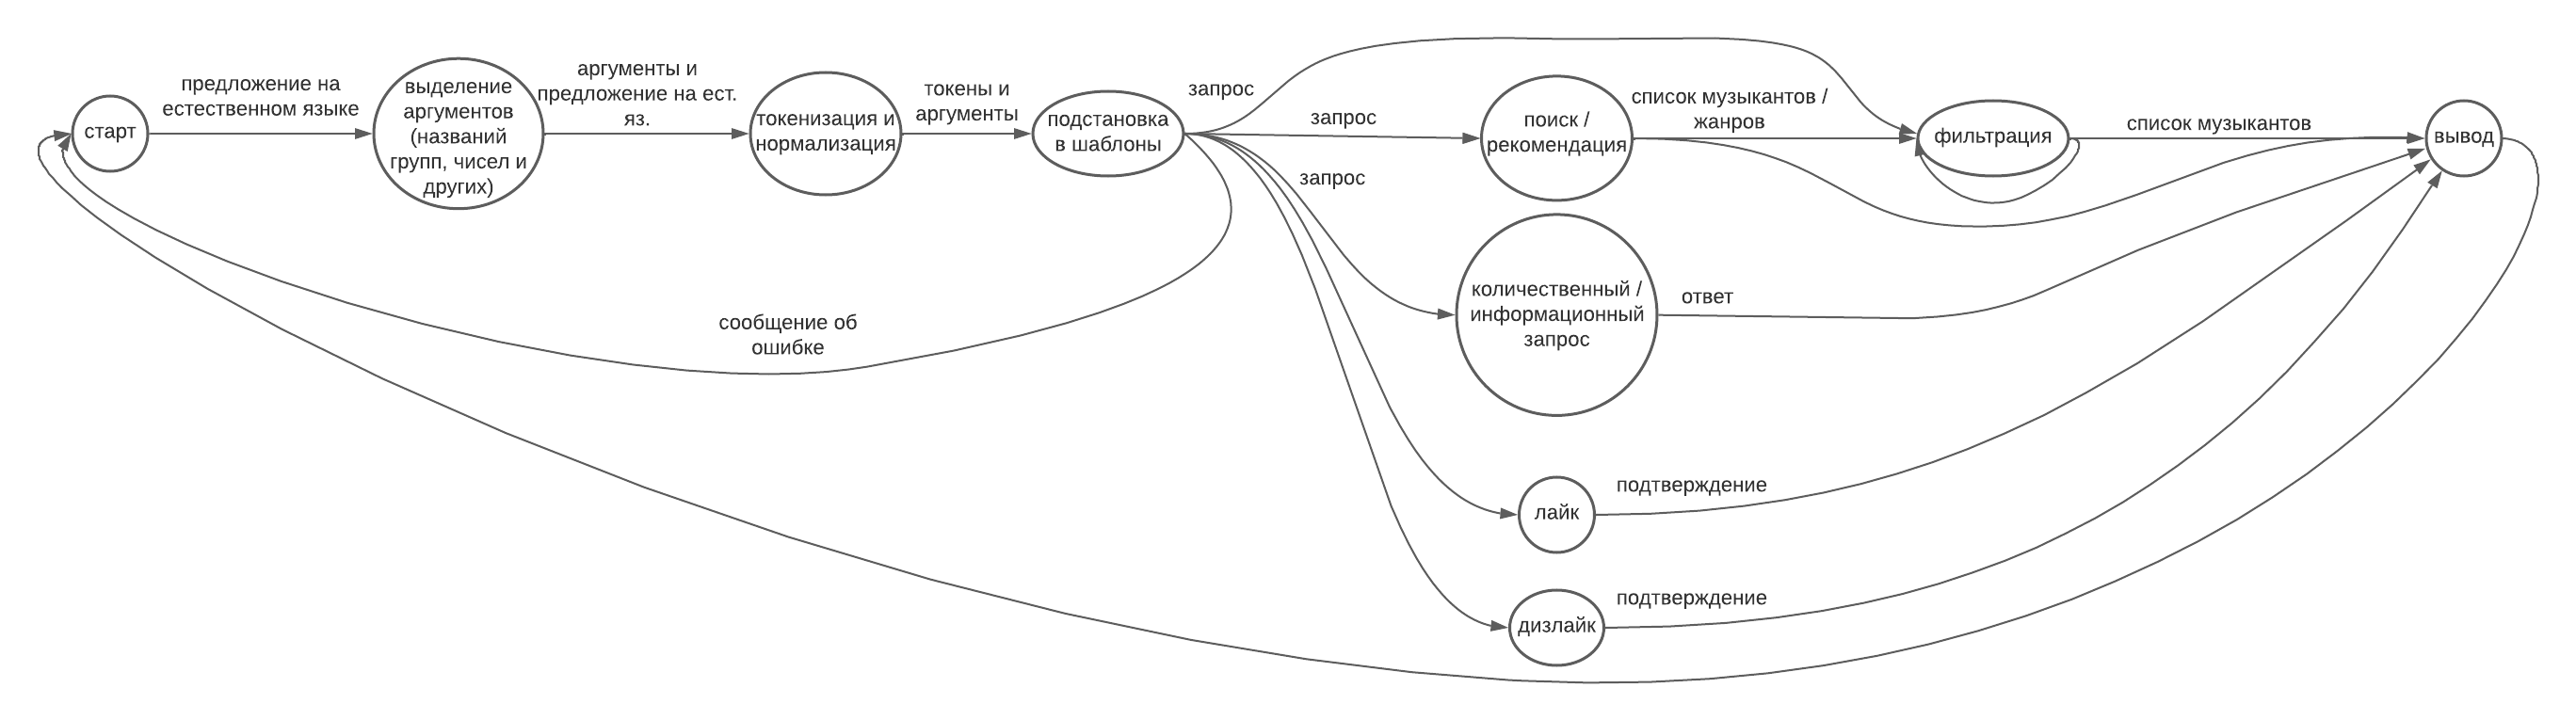 старт
предложение на
естественном языке
выделение
аргументов
(названий
групп, чисел и
других)
аргументы и
предложение на ест.
яз.
токенизация и
нормализация
токены и
аргументы
подстановка
в шаблоны
запрос
запрос
запрос
поиск /
рекомендация
список музыкантов /
жанров
фильтрация
список музыкантов
вывод
количественный /
информационный
запрос
ответ
сообщение об
ошибке
лайк
подтверждение
дизлайк
подтверждение